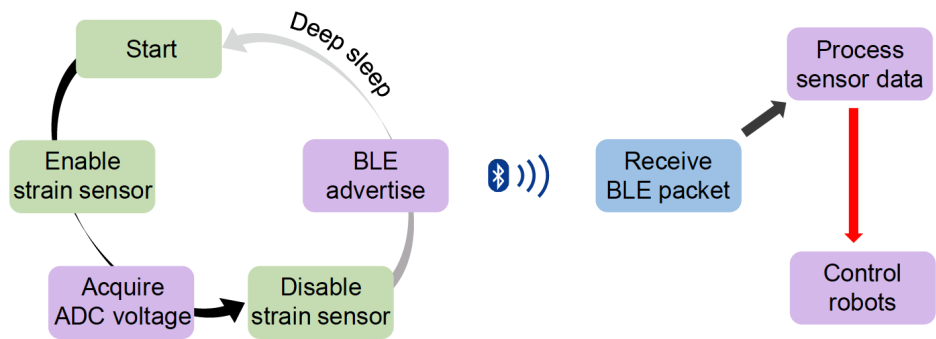 Start
Deep sleep
Enable
strain sensor
Acquire
ADC voltage
Disable
strain sensor
BLE
advertise
Receive
BLE packet
Process
sensor data
Control
robots